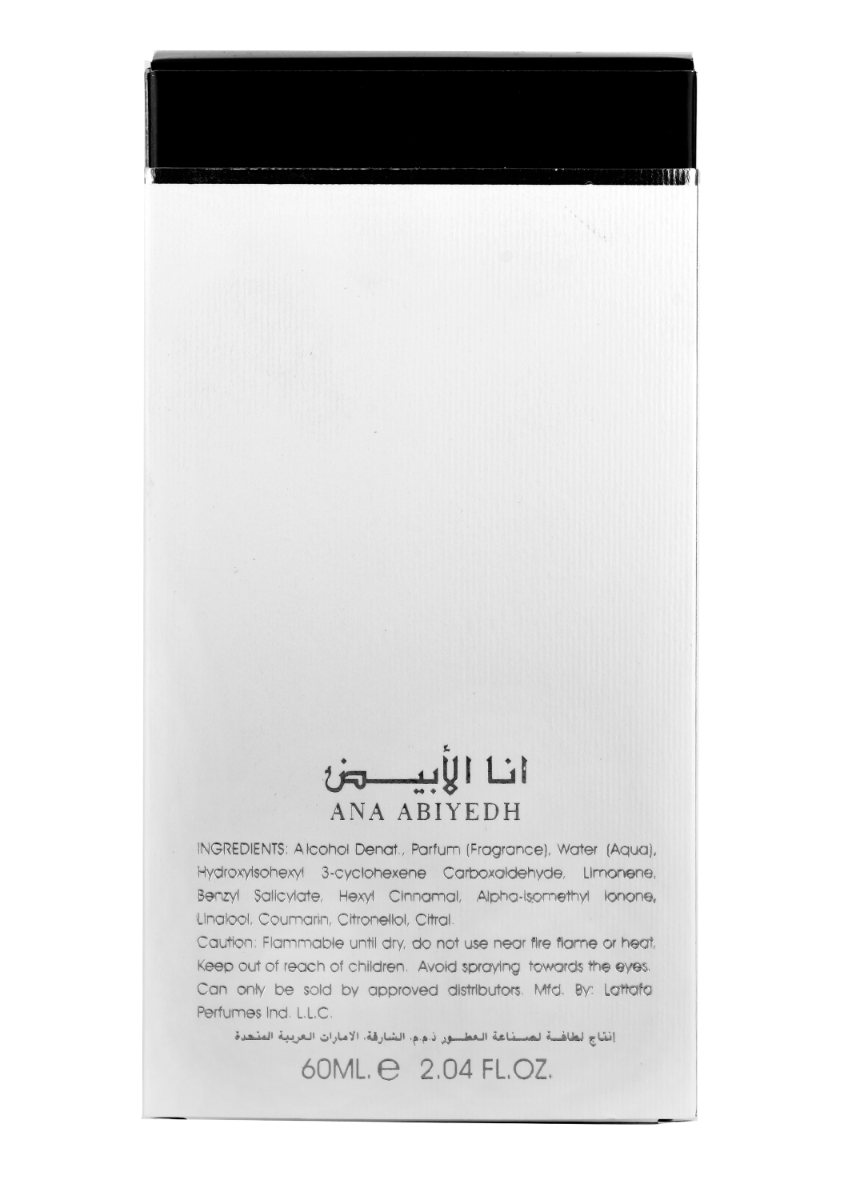 انا الأبيـــض
ANA ABIYEDH
INGREDIENTS: Alcohol Denat., Parfum (Fragrance), Water (Aqua),
Hydroxyisohexyl 3-cyclohexene Carboxaldehyde, Limonene,
Benzyl Salicylate, Hexyl Cinnamal, Alpha-isomethyl Ionone,
Linalool, Coumarin, Citronellol, Citral.
Caution: Flammable until dry, do not use near fire flame or heat,
Keep out of reach of children. Avoid spraying towards the eyes.
Can only be sold by approved distributors. Mfd. By: Lattafa
Perfumes Ind. L.L.C.
إنتاج لطافـة لصناعة العطـور ذ.م.م. الشارقة، الامارات العربية المتحدة
60ML. e 2.04 FL.OZ.